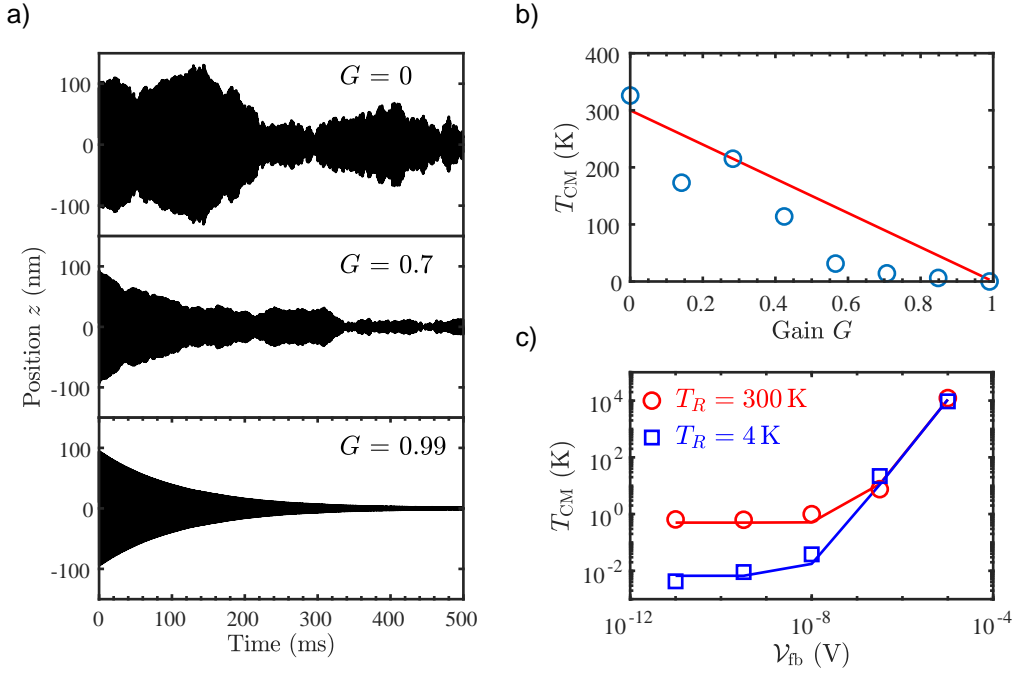 a)
G = 0
100
0
-100
G = 0.7
100
0
-100
G = 0.99
100
0
-100
Position z (nm)
0 100 200 300 400 500
Time (ms)
b)
400
300
200
100
0
T_CM (K)
0 0.2 0.4 0.6 0.8 1
Gain G
c)
T_R = 300 K
T_R = 4 K
10^4
10^2
10^0
10^-2
T_CM (K)
10^-12 10^-8 10^-4
𝒱_fb (V)